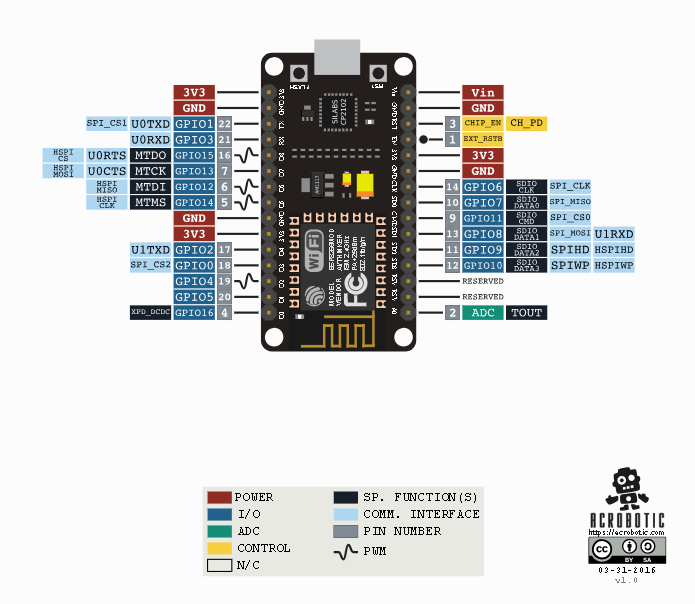 3V3
GND
SPI_CS1 U0TXD GPIO1 22
U0RXD GPIO3 21
HSPI CS U0RTS MTDO GPIO15 16
HSPI MOSI U0CTS MTCK GPIO13 7
HSPI MISO MTDI GPIO12 6
HSPI CLK MTMS GPIO14 5
GND
3V3
U1TXD GPIO2 17
SPI_CS2 GPIO0 18
GPIO4 19
GPIO5 20
XPD_DCDC GPIO16 4
SILABS
CP2102
AM1117
WiFi
MODEL
VENDOR
FC
Vin
GND
3 CHIP_EN CH_PD
1 EXT_RSTB
3V3
GND
14 GPIO6 SDIO CLK SPI_CLK
10 GPIO7 SDIO DATA0 SPI_MISO
9 GPIO11 SDIO CMD SPI_CS0
13 GPIO8 SDIO DATA1 SPI_MOSI U1RXD
11 GPIO9 SDIO DATA2 SPIHD HSPIHD
12 GPIO10 SDIO DATA3 SPIWP HSPIWP
RESERVED
RESERVED
2 ADC TOUT
POWER
I/O
ADC
CONTROL
N/C
SP. FUNCTION(S)
COMM. INTERFACE
PIN NUMBER
PWM
ACROBOTIC
https://acrobotic.com
CC BY SA
03-31-2016
v1.0